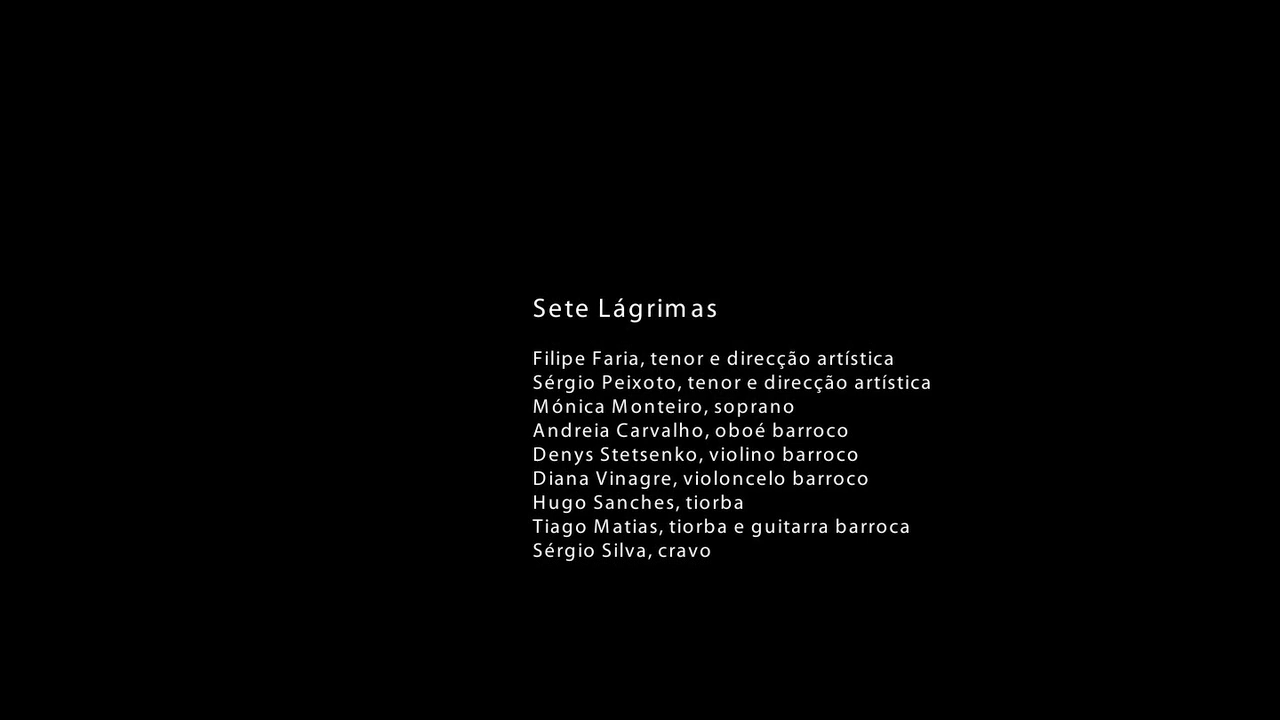 Sete Lágrimas
Filipe Faria, tenor e direcção artística
Sérgio Peixoto, tenor e direcção artística
Mónica Monteiro, soprano
Andreia Carvalho, oboé barroco
Denys Stetsenko, violino barroco
Diana Vinagre, violoncelo barroco
Hugo Sanches, tiorba
Tiago Matias, tiorba e guitarra barroca
Sérgio Silva, cravo